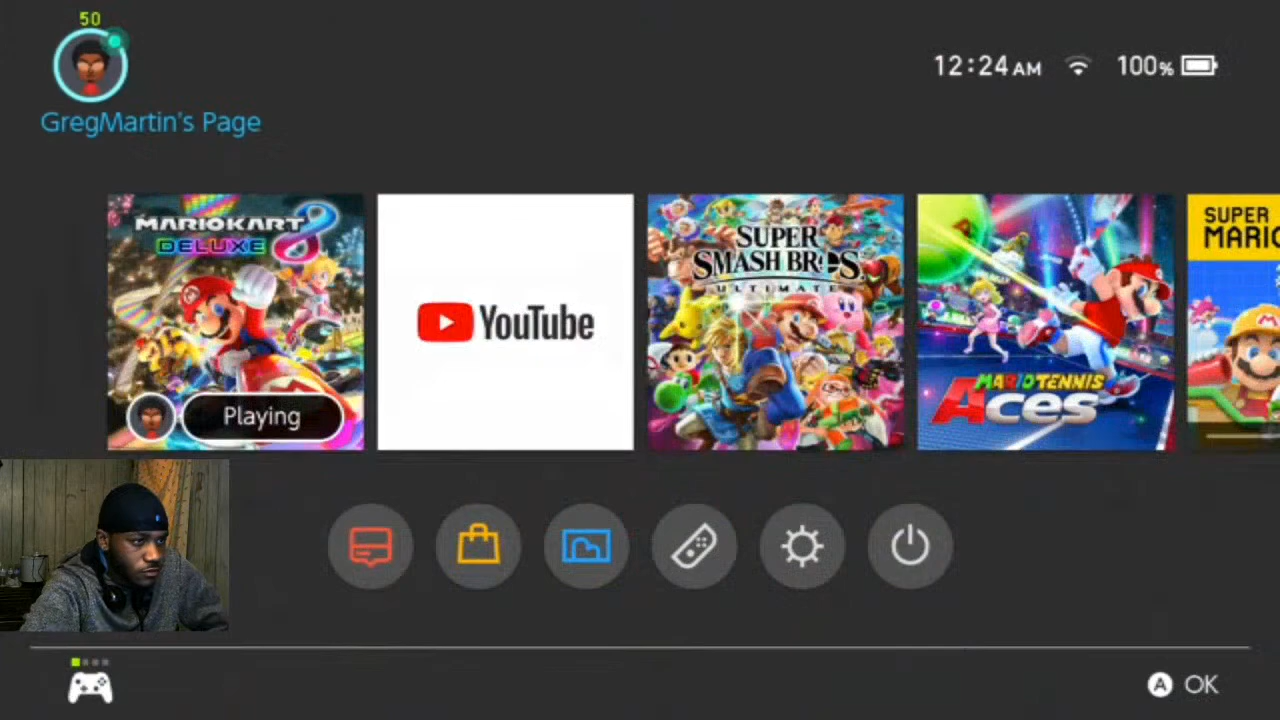 50
12:24 AM 100%
GregMartin's Page
MARIOKART 8
DELUXE
Playing
YouTube
SUPER
SMASH BROS.
ULTIMATE
MARIO TENNIS
ACES
SUPER
MARIO
A OK